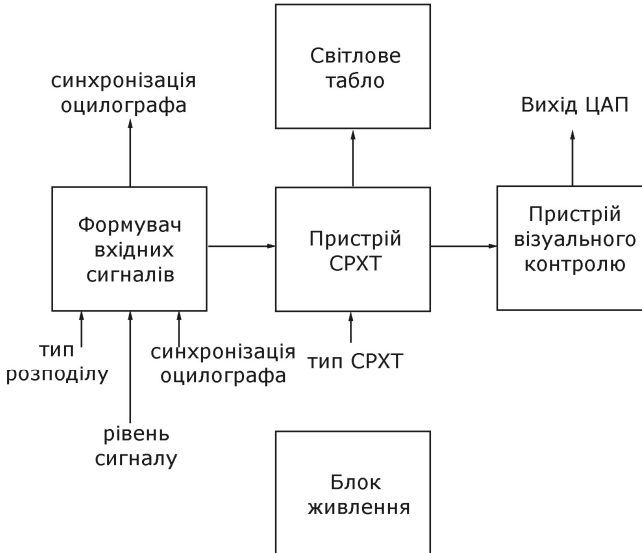 Світлове
табло
синхронізація
оцилографа
Вихід ЦАП
Формувач
вхідних
сигналів
Пристрій
СРХТ
Пристрій
візуального
контролю
тип
розподілу
синхронізація
оцилографа
тип СРХТ
рівень
сигналу
Блок
живлення